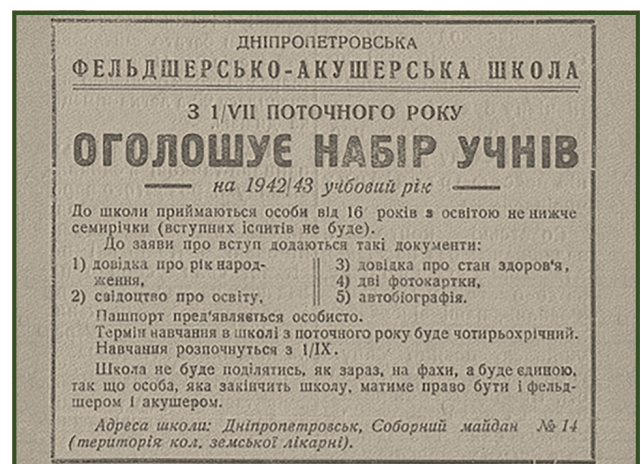 ДНІПРОПЕТРОВСЬКА
ФЕЛЬДШЕРСЬКО-АКУШЕРСЬКА ШКОЛА
З 1/VII ПОТОЧНОГО РОКУ
ОГОЛОШУЄ НАБІР УЧНІВ
на 1942/43 учбовий рік
До школи приймаються особи від 16 років з освітою не нижче
семирічки (вступних іспитів не буде).
До заяви про вступ додаються такі документи:
1) довідка про рік народ-
ження,
2) свідоцтво про освіту,
3) довідка про стан здоров'я,
4) дві фотокартки,
5) автобіографія.
Пашпорт пред'являється особисто.
Термін навчання в школі з поточного року буде чотирьохрічний.
Навчання розпочнуться з 1/IX.
Школа не буде поділятись, як зараз, на фахи, а буде єдиною,
так що особа, яка закінчить школу, матиме право бути і фельд-
шером і акушером.
Адреса школи: Дніпропетровськ, Соборний майдан № 14
(територія кол. земської лікарні).